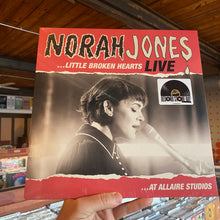 NORAH JONES
...LITTLE BROKEN HEARTS LIVE
...AT ALLAIRE STUDIOS